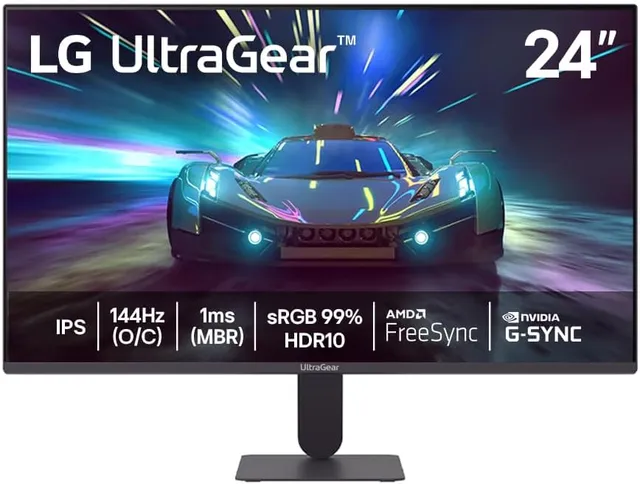 LG UltraGear™ 24”
IPS
144Hz
(O/C)
1ms
(MBR)
sRGB 99%
HDR10
AMD
FreeSync
NVIDIA
G-SYNC
UltraGear